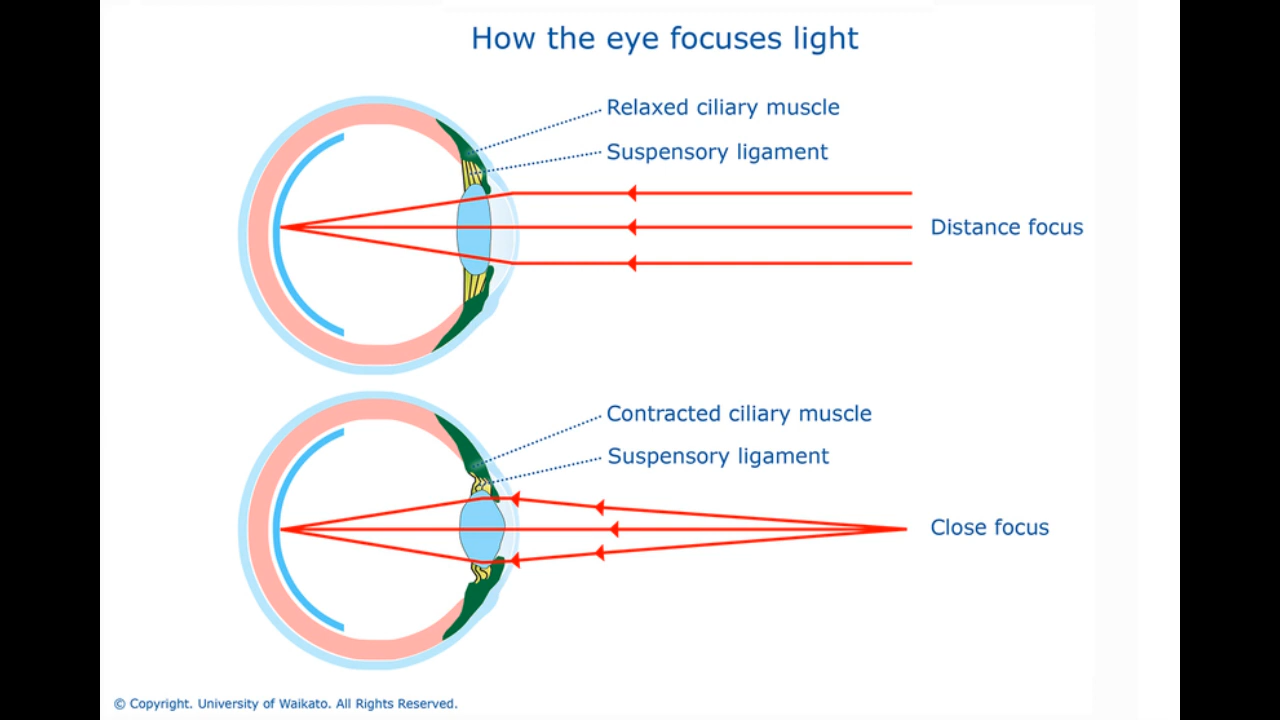 How the eye focuses light
Relaxed ciliary muscle
Suspensory ligament
Distance focus
Contracted ciliary muscle
Suspensory ligament
Close focus
© Copyright. University of Waikato. All Rights Reserved.